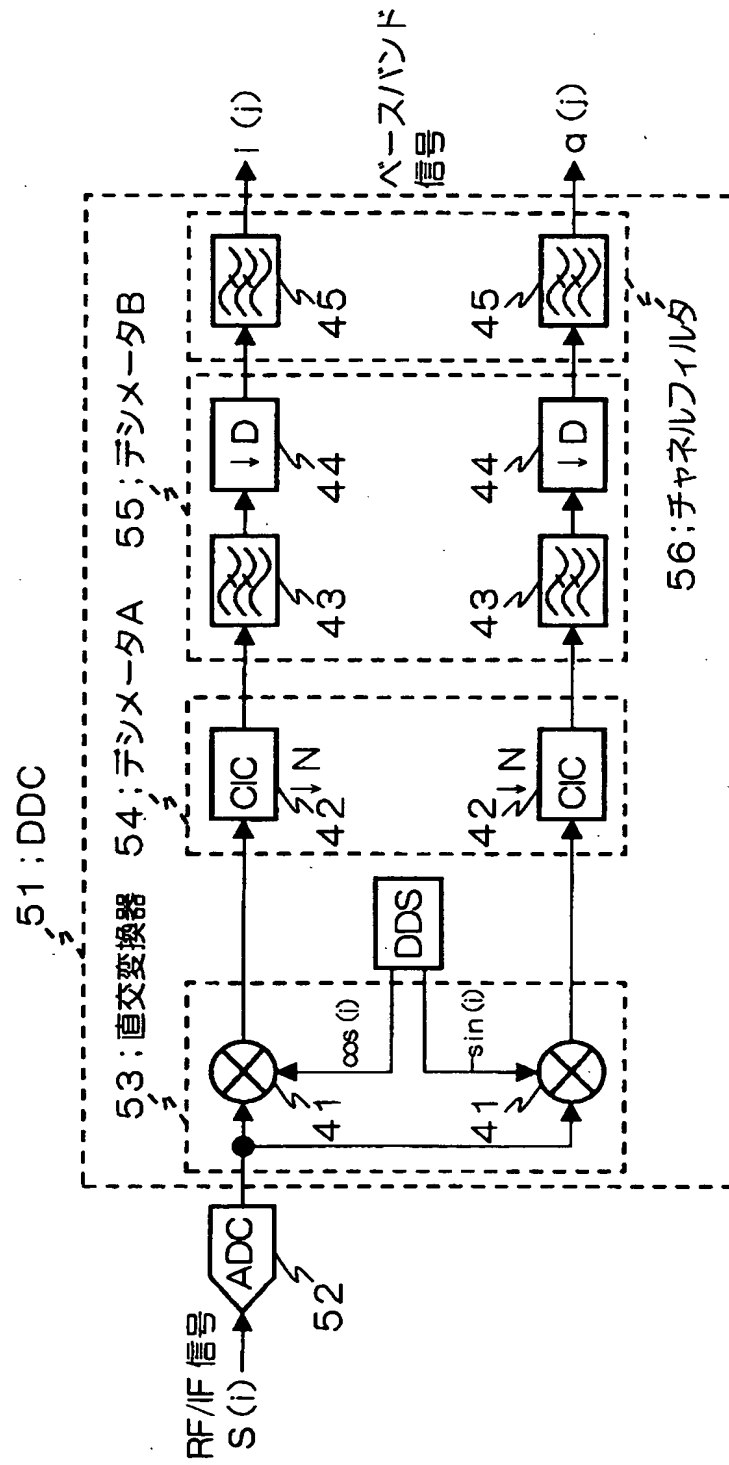 51;DDC
53;直交変換器
54;デシメータA
55;デシメータB
RF/IF 信号
S(i)
ADC
52
41
cos(i)
DDS
−sin(i)
41
CIC
↓N
42
42
↓N
CIC
43
↓D
44
45
43
↓D
44
45
56;チャネルフィルタ
i(j)
ベースバンド
信号
q(j)